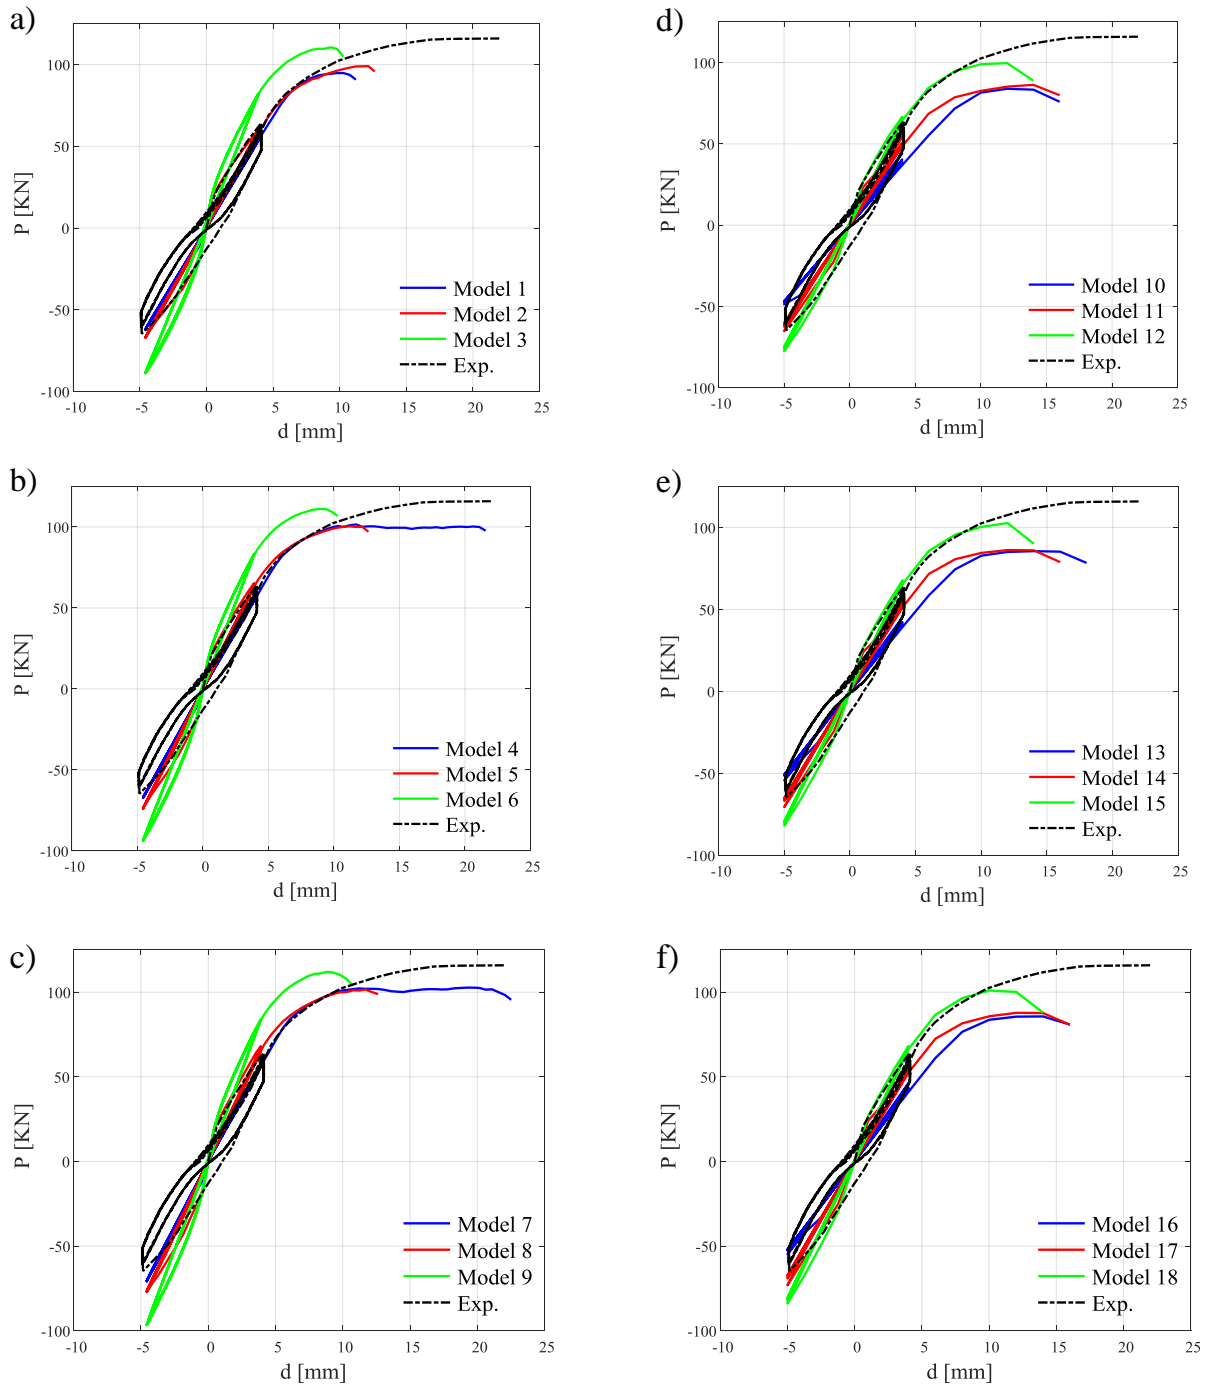 a)
100
50
0
-50
-100
-10
-5
0
5
10
15
20
25
P [KN]
d [mm]
Model 1
Model 2
Model 3
Exp.
d)
100
50
0
-50
-100
-10
-5
0
5
10
15
20
25
P [KN]
d [mm]
Model 10
Model 11
Model 12
Exp.
b)
100
50
0
-50
-100
-10
-5
0
5
10
15
20
25
P [KN]
d [mm]
Model 4
Model 5
Model 6
Exp.
e)
100
50
0
-50
-100
-10
-5
0
5
10
15
20
25
P [KN]
d [mm]
Model 13
Model 14
Model 15
Exp.
c)
100
50
0
-50
-100
-10
-5
0
5
10
15
20
25
P [KN]
d [mm]
Model 7
Model 8
Model 9
Exp.
f)
100
50
0
-50
-100
-10
-5
0
5
10
15
20
25
P [KN]
d [mm]
Model 16
Model 17
Model 18
Exp.